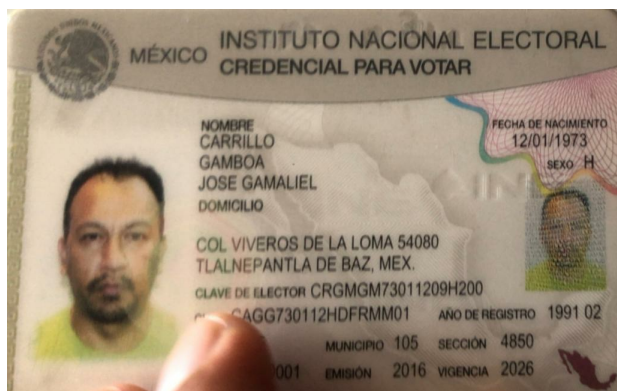 MÉXICO
INSTITUTO NACIONAL ELECTORAL
CREDENCIAL PARA VOTAR
NOMBRE
CARRILLO
GAMBOA
JOSE GAMALIEL
DOMICILIO
COL VIVEROS DE LA LOMA 54080
TLALNEPANTLA DE BAZ, MEX.
FECHA DE NACIMIENTO
12/01/1973
SEXO H
CLAVE DE ELECTOR CRGMGM73011209H200
CAGG730112HDFRMM01 AÑO DE REGISTRO 1991 02
MUNICIPIO 105 SECCIÓN 4850
001 EMISIÓN 2016 VIGENCIA 2026